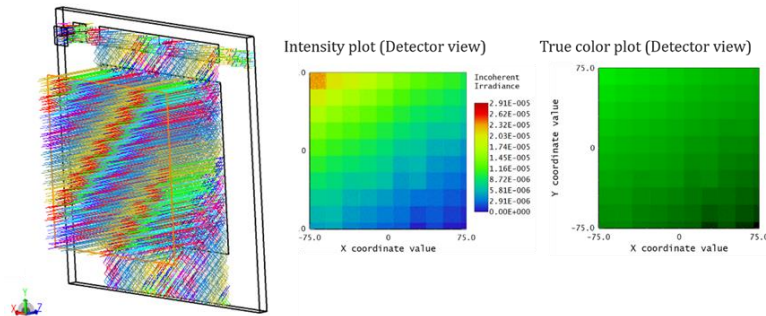 Intensity plot (Detector view)
True color plot (Detector view)
Incoherent
Irradiance
2.91E-005
2.62E-005
2.32E-005
2.03E-005
1.74E-005
1.45E-005
1.16E-005
8.72E-006
5.81E-006
2.91E-006
0.00E+000
.0
0
.0
-75.0
0
75.0
X coordinate value
75.0
0
-75.0
Y coordinate value
-75.0
0
75.0
X coordinate value
Y
X
Z